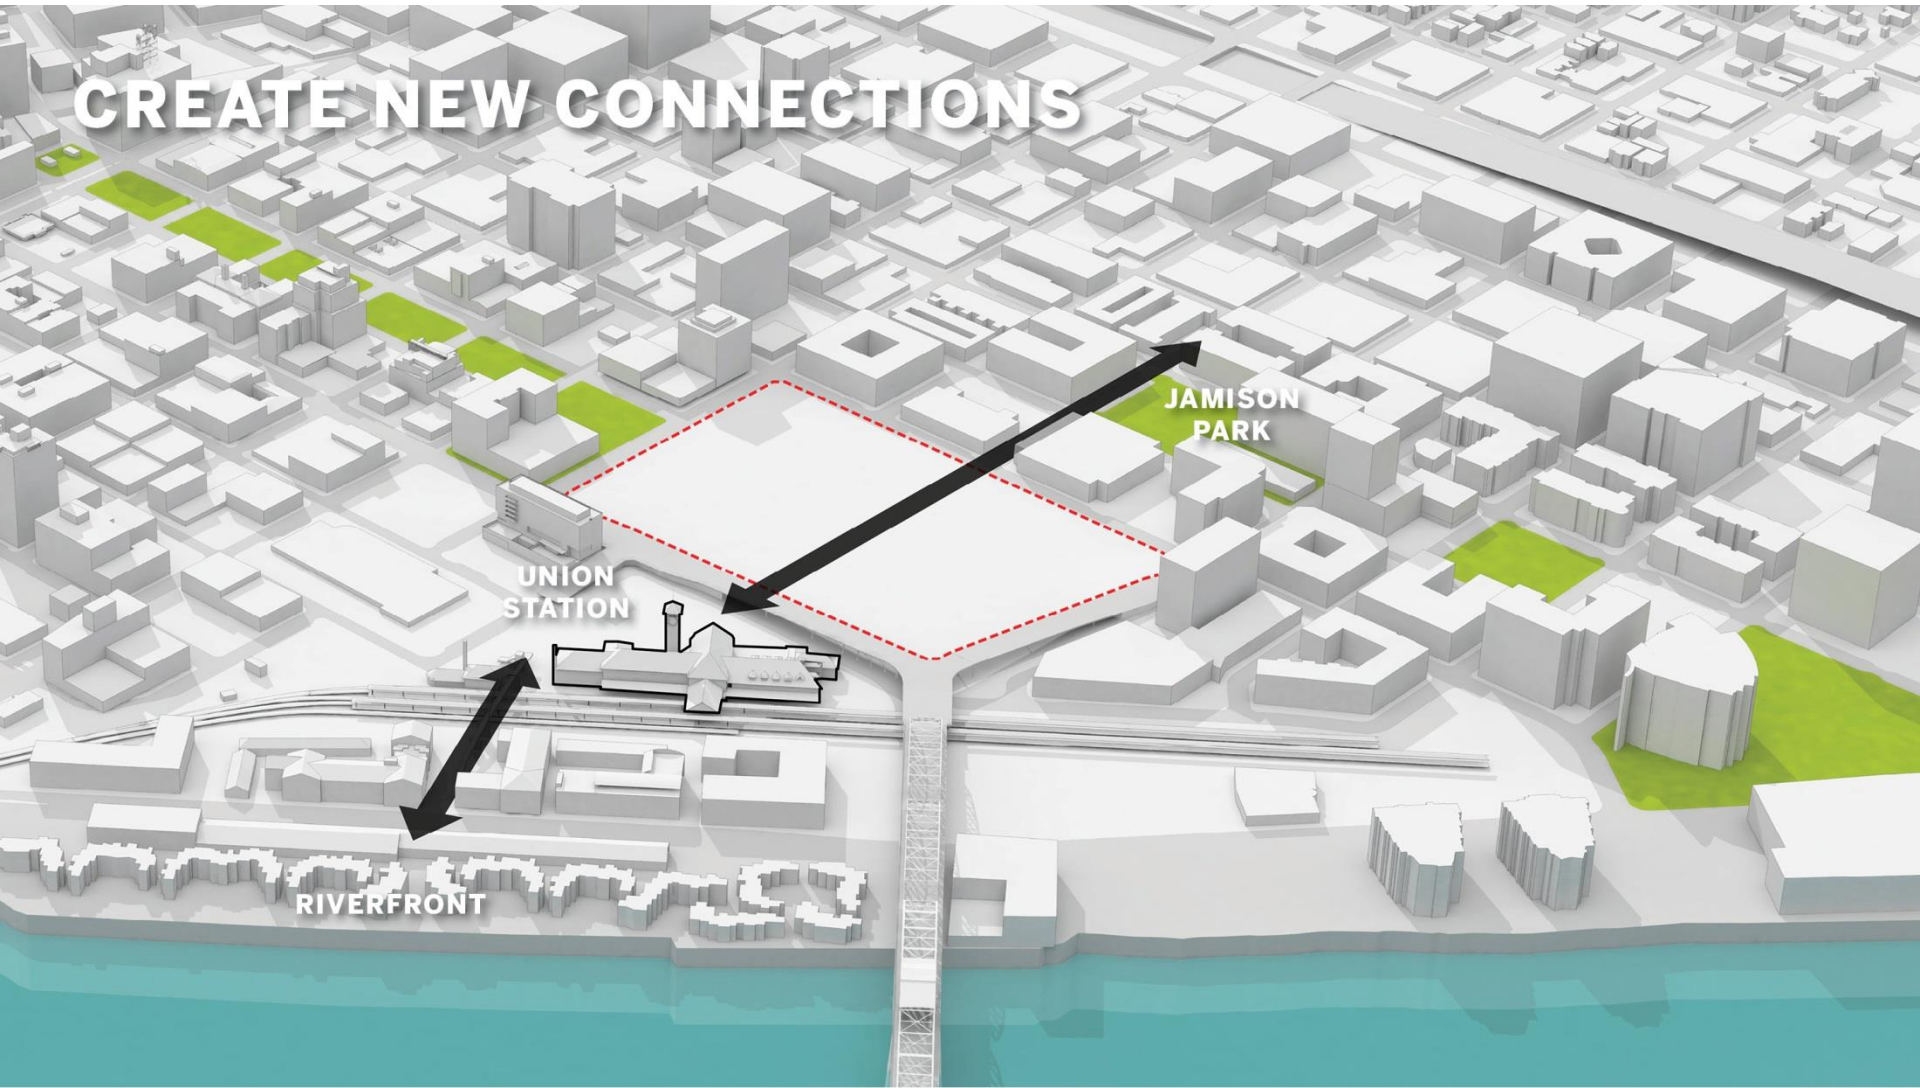 CREATE NEW CONNECTIONS
JAMISON
PARK
UNION
STATION
RIVERFRONT